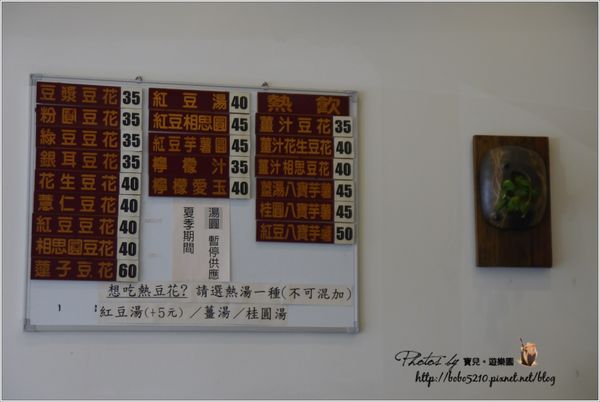 豆漿豆花 35
粉圓豆花 35
綠豆豆花 35
銀耳豆花 35
花生豆花 40
薏仁豆花 40
紅豆豆花 40
相思圓豆花 40
蓮子豆花 60
紅豆湯 40
紅豆相思圓 45
紅豆芋薯圓 45
檸檬汁 35
檸檬愛玉 40
夏季期間
湯圓 暫停供應
熱飲
薑汁豆花 35
薑汁花生豆花 40
薑汁相思豆花 40
薑湯八寶芋薯 45
桂圓八寶芋薯 45
紅豆八寶芋薯 50
想吃熱豆花? 請選熱湯一種(不可混加)
紅豆湯(+5元) /薑湯/桂圓湯
Photos by 寶兒。遊樂園
http://bobo5210.pixnet.net/blog